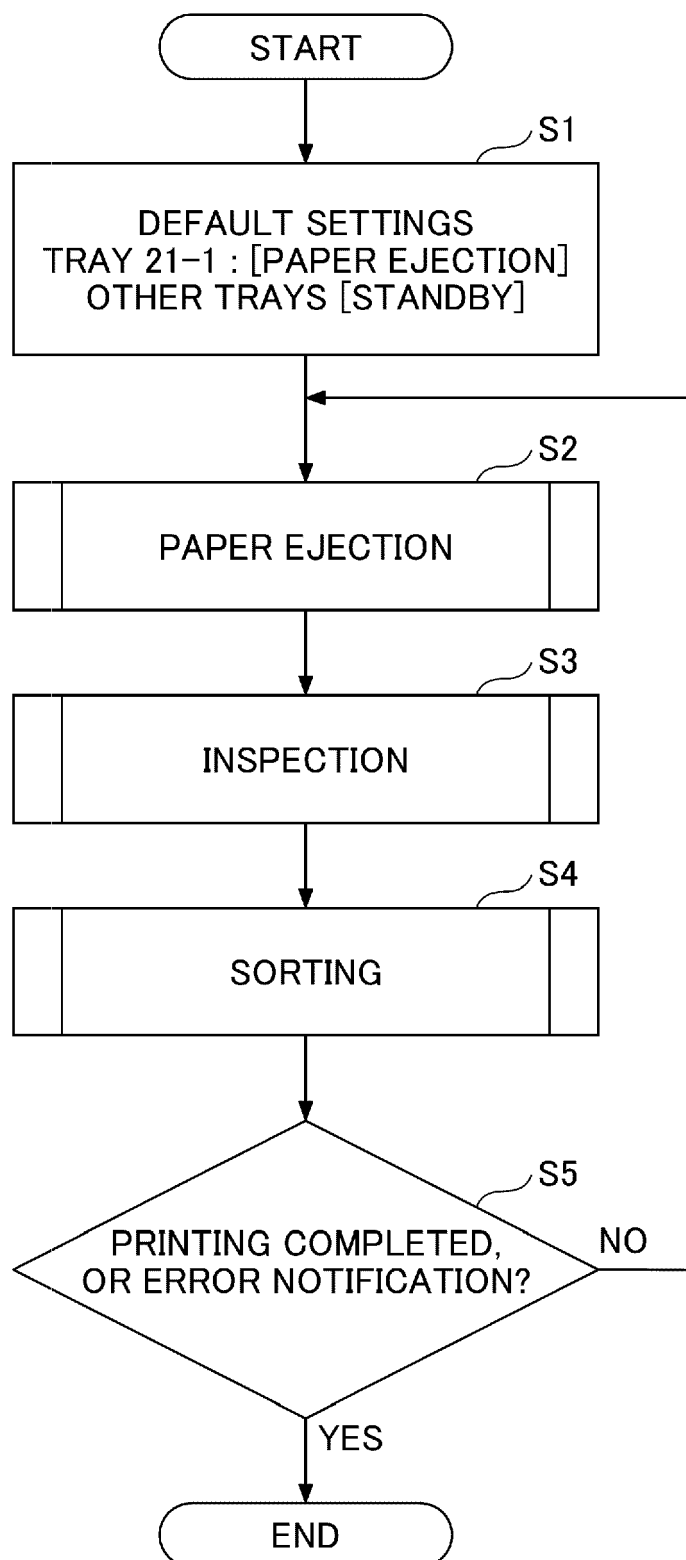 START
S1
DEFAULT SETTINGS
TRAY 21-1 : [PAPER EJECTION]
OTHER TRAYS [STANDBY]
S2
PAPER EJECTION
S3
INSPECTION
S4
SORTING
S5
PRINTING COMPLETED,
OR ERROR NOTIFICATION?
NO
YES
END